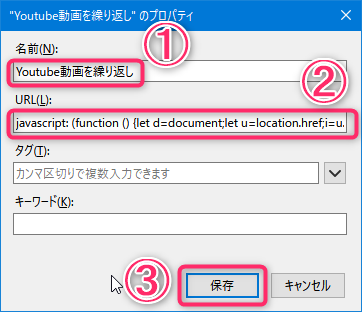 "Youtube動画を繰り返し" のプロパティ
①
名前(N):
Youtube動画を繰り返し
②
URL(L):
javascript: (function () {let d=document;let u=location.href;i=u.
タグ(T):
カンマ区切りで複数入力できます
キーワード(K):
③
保存
キャンセル